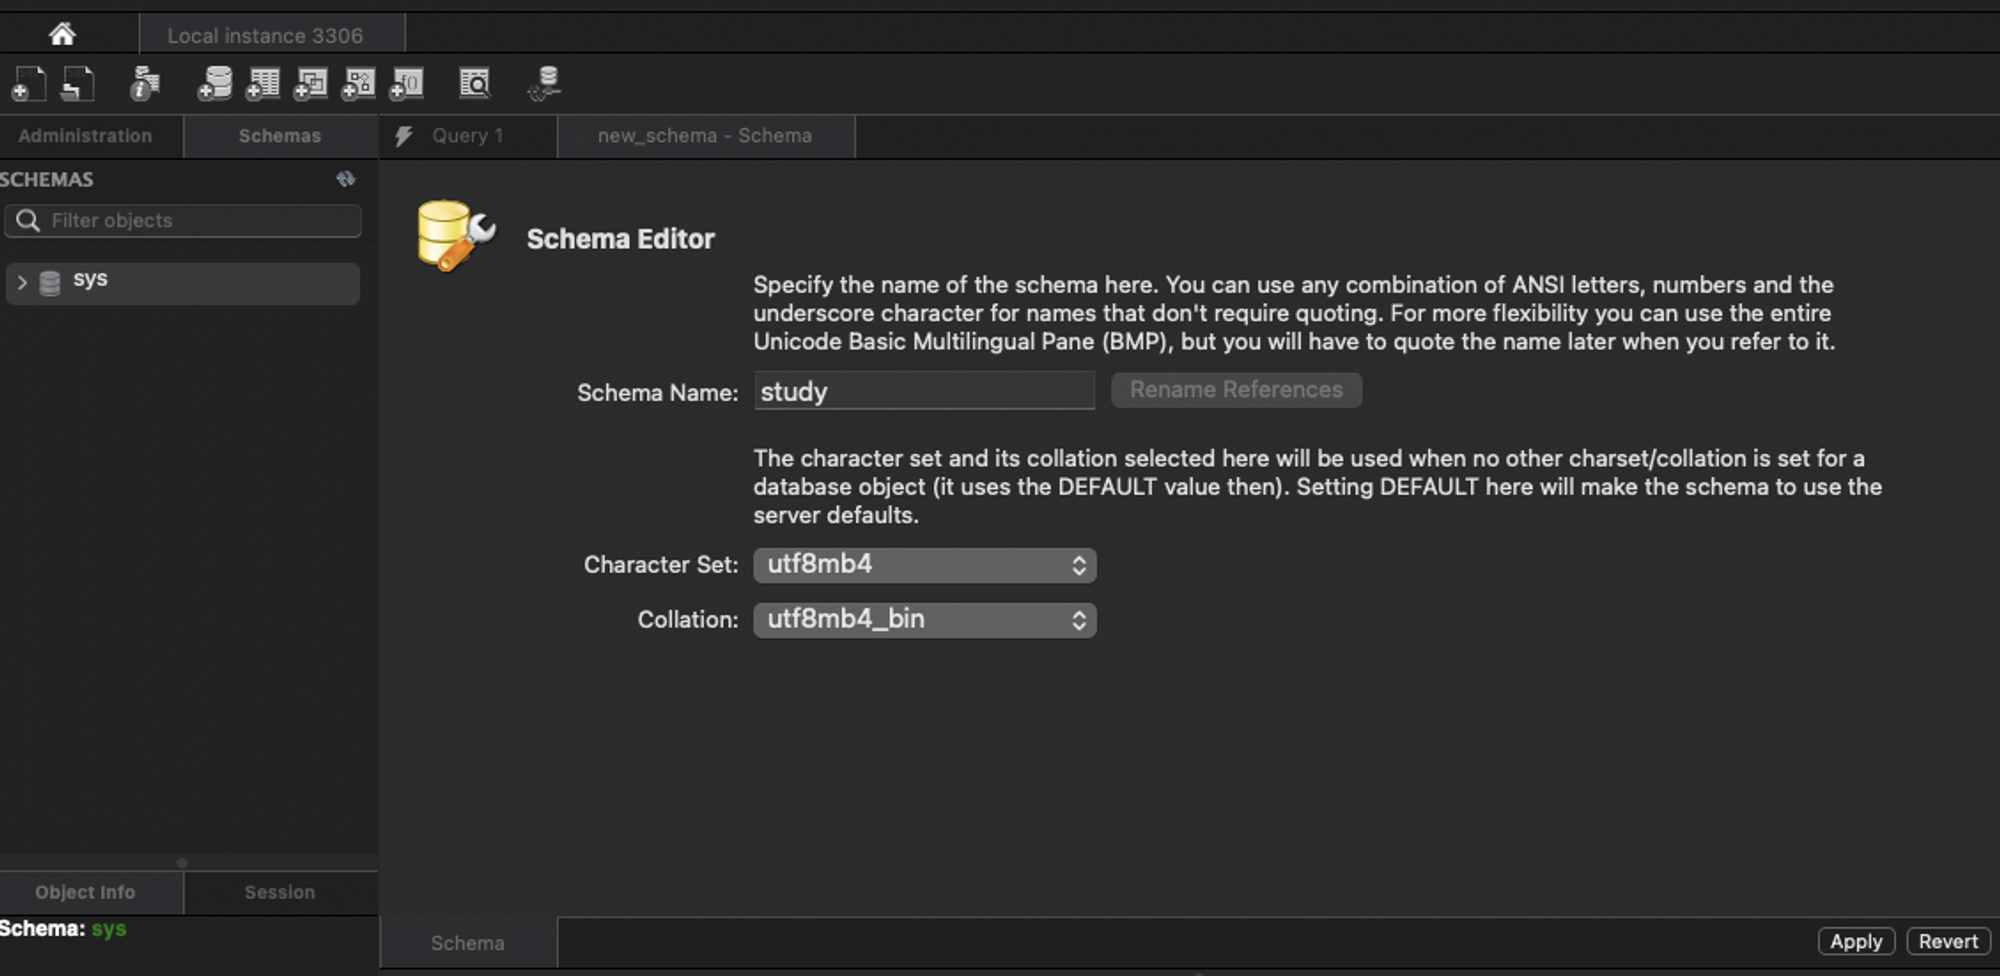 Local instance 3306
Administration
Schemas
Query 1
new_schema - Schema
SCHEMAS
Filter objects
sys
Schema Editor
Specify the name of the schema here. You can use any combination of ANSI letters, numbers and the
underscore character for names that don't require quoting. For more flexibility you can use the entire
Unicode Basic Multilingual Pane (BMP), but you will have to quote the name later when you refer to it.
Schema Name: study
Rename References
The character set and its collation selected here will be used when no other charset/collation is set for a
database object (it uses the DEFAULT value then). Setting DEFAULT here will make the schema to use the
server defaults.
Character Set: utf8mb4
Collation: utf8mb4_bin
Object Info
Session
Schema: sys
Schema
Apply
Revert